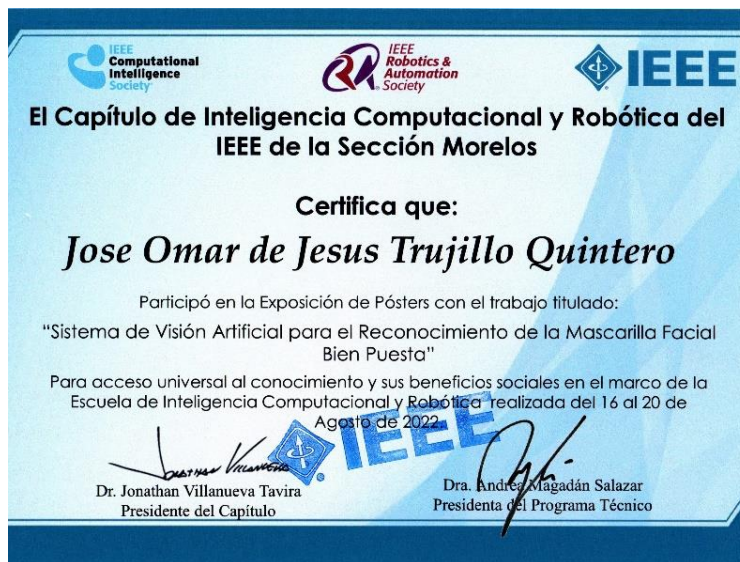 IEEE
Computational
Intelligence
Society
IEEE
Robotics &
Automation
Society
IEEE
El Capítulo de Inteligencia Computacional y Robótica del
IEEE de la Sección Morelos
Certifica que:
Jose Omar de Jesus Trujillo Quintero
Participó en la Exposición de Pósters con el trabajo titulado:
“Sistema de Visión Artificial para el Reconocimiento de la Mascarilla Facial
Bien Puesta”
Para acceso universal al conocimiento y sus beneficios sociales en el marco de la
Escuela de Inteligencia Computacional y Robótica realizada del 16 al 20 de
Agosto de 2022.
IEEE
Jonathan Villanueva
Dr. Jonathan Villanueva Tavira
Presidente del Capítulo
Dra. Andrea Magadán Salazar
Presidenta del Programa Técnico